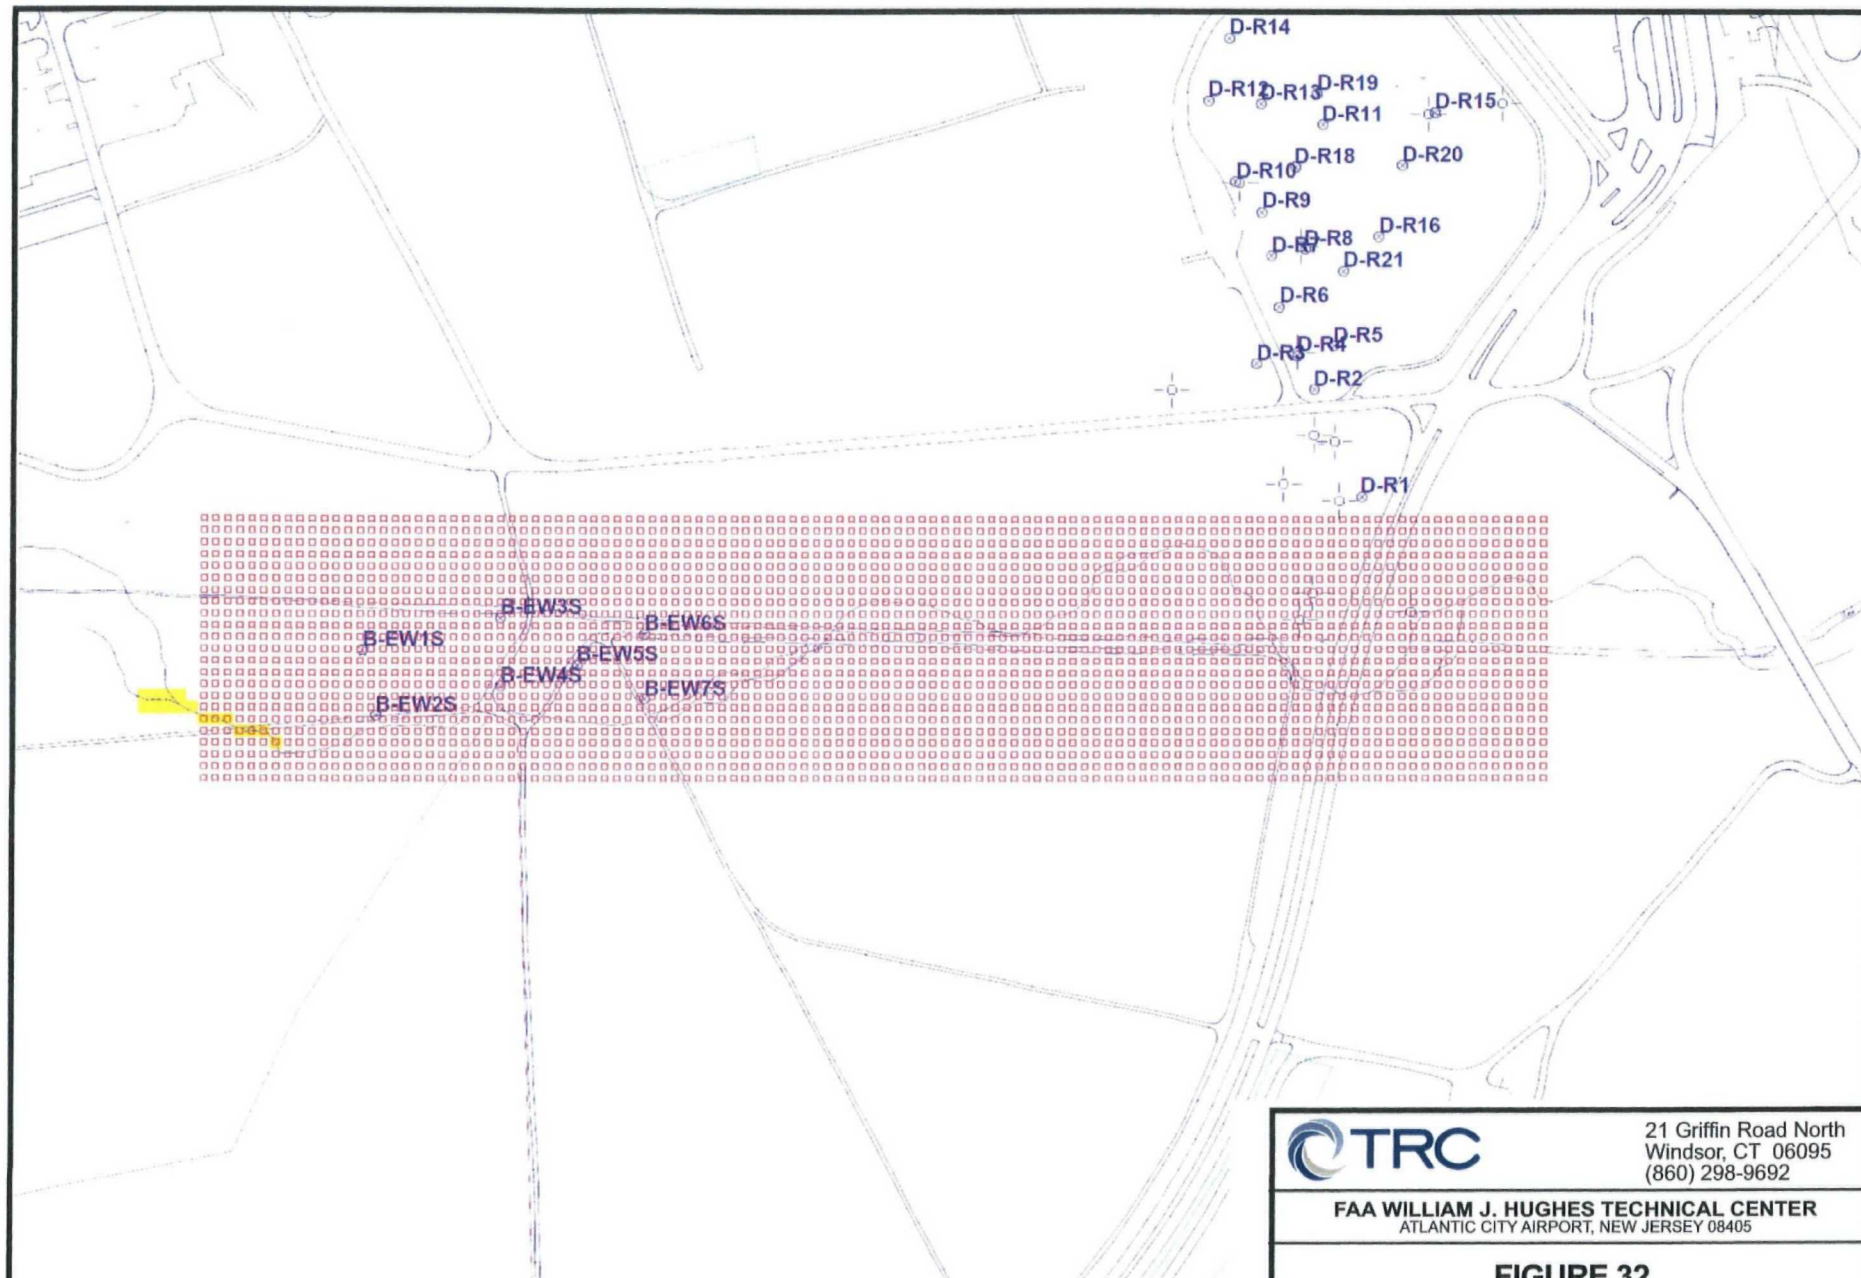 D-R14
D-R19
D-R12
D-R13
D-R15
D-R11
D-R18
D-R20
D-R10
D-R9
D-R8
D-R16
D-R7
D-R21
D-R6
D-R5
D-R4
D-R3
D-R2
D-R1
B-EW3S
B-EW6S
B-EW1S
B-EW5S
B-EW4S
B-EW7S
B-EW2S
TRC
21 Griffin Road North
Windsor, CT 06095
(860) 298-9692
FAA WILLIAM J. HUGHES TECHNICAL CENTER
ATLANTIC CITY AIRPORT, NEW JERSEY 08405
FIGURE 32